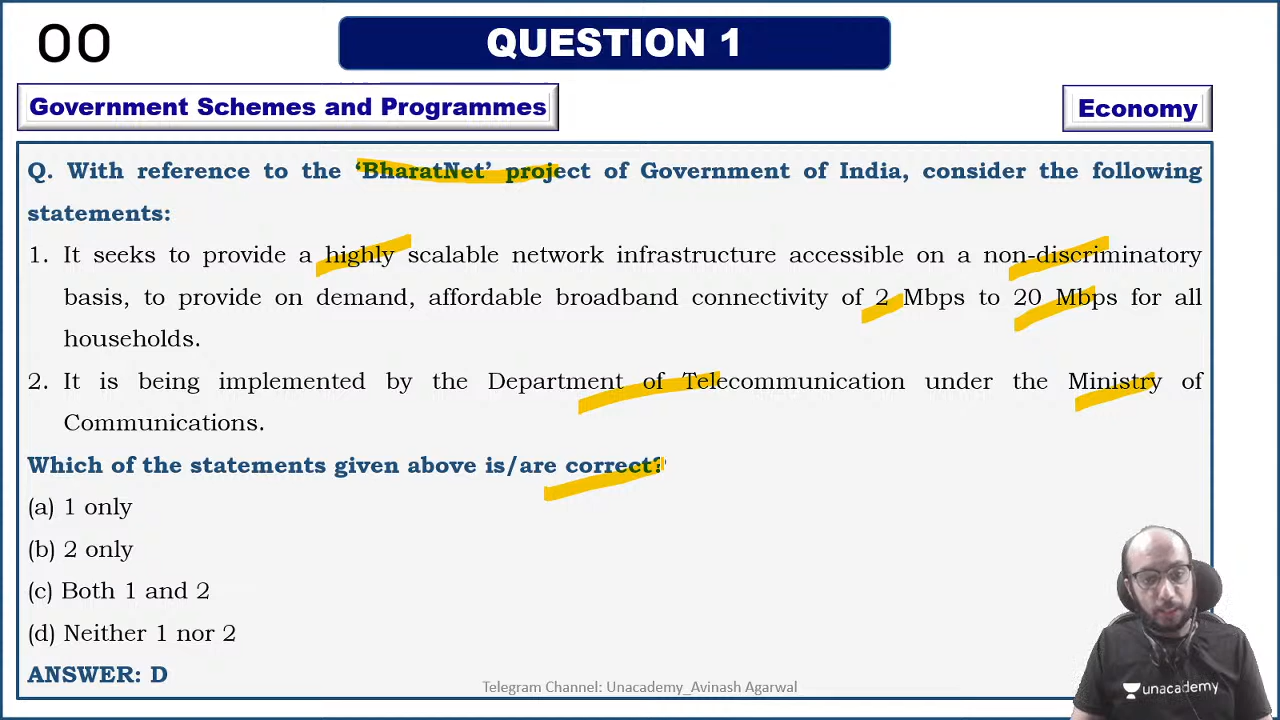 00
QUESTION 1
Government Schemes and Programmes
Economy
Q. With reference to the ‘BharatNet’ project of Government of India, consider the following
statements:
1. It seeks to provide a highly scalable network infrastructure accessible on a non-discriminatory
basis, to provide on demand, affordable broadband connectivity of 2 Mbps to 20 Mbps for all
households.
2. It is being implemented by the Department of Telecommunication under the Ministry of
Communications.
Which of the statements given above is/are correct?
(a) 1 only
(b) 2 only
(c) Both 1 and 2
(d) Neither 1 nor 2
ANSWER: D
Telegram Channel: Unacademy_Avinash Agarwal
unacademy